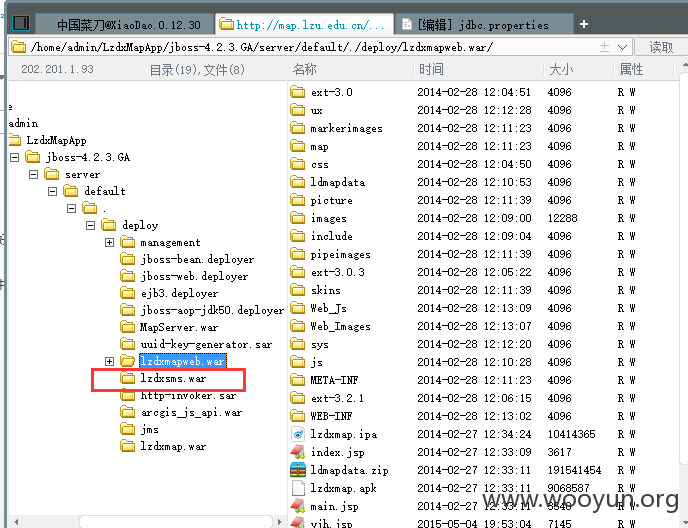 中国菜刀@XiaoDao.0.12.30
http://map.lzu.edu.cn/...
[编辑] jdbc.properties
/home/admin/LzdxMapApp/jboss-4.2.3.GA/server/default/./deploy/lzdxmapweb.war/
读取
202.201.1.93
目录(19),文件(8)
名称 时间 大小 属性
e
admin
LzdxMapApp
jboss-4.2.3.GA
server
default
.
deploy
management
jboss-bean.deployer
jboss-web.deployer
ejb3.deployer
jboss-aop-jdk50.deployer
MapServer.war
uuid-key-generator.sar
lzdxmapweb.war
lzdxsms.war
http-invoker.sar
arcgis_js_api.war
jms
lzdxmap.war
ext-3.0 2014-02-28 12:04:51 4096 R W
ux 2014-02-28 12:12:28 4096 R W
markerimages 2014-02-28 12:11:23 4096 R W
map 2014-02-28 12:11:23 4096 R W
css 2014-02-28 12:04:50 4096 R W
ldmapdata 2014-02-28 12:10:53 4096 R W
picture 2014-02-28 12:11:39 4096 R W
images 2014-02-28 12:09:00 12288 R W
include 2014-02-28 12:09:04 4096 R W
pipeimages 2014-02-28 12:11:39 4096 R W
ext-3.0.3 2014-02-28 12:05:22 4096 R W
skins 2014-02-28 12:11:39 4096 R W
Web_Js 2014-02-28 12:13:09 4096 R W
Web_Images 2014-02-28 12:13:07 4096 R W
sys 2014-02-28 12:12:20 4096 R W
js 2014-02-28 12:10:28 4096 R W
META-INF 2014-02-28 12:11:23 4096 R W
ext-3.2.1 2014-02-28 12:06:15 4096 R W
WEB-INF 2014-02-28 12:13:02 4096 R W
lzdxmap.ipa 2014-02-27 12:34:24 10414365 R W
index.jsp 2014-02-27 12:33:09 3617 R W
ldmapdata.zip 2014-02-27 12:33:11 191541454 R W
lzdxmap.apk 2014-02-27 12:33:11 9068587 R W
main.jsp 2014-02-27 12:33:11 R W
yjh.jsp 2015-05-04 19:53:04 7145 R W
www.wooyun.org